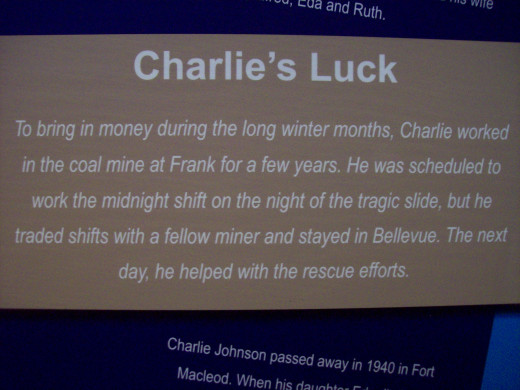 his wife
Eda and Ruth.
Charlie's Luck
To bring in money during the long winter months, Charlie worked
in the coal mine at Frank for a few years. He was scheduled to
work the midnight shift on the night of the tragic slide, but he
traded shifts with a fellow miner and stayed in Bellevue. The next
day, he helped with the rescue efforts.
Charlie Johnson passed away in 1940 in Fort
Macleod. When his daughter